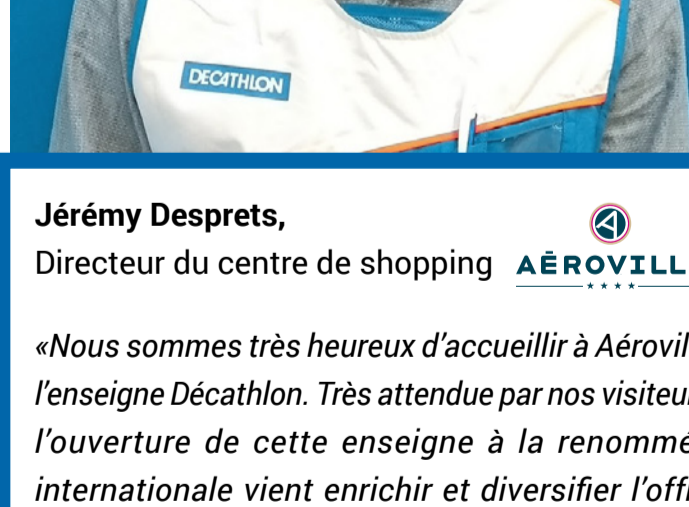 DECATHLON
Jérémy Desprets,
Directeur du centre de shopping AĒROVILL
«Nous sommes très heureux d’accueillir à Aérovil
l’enseigne Décathlon. Très attendue par nos visiteu
l’ouverture de cette enseigne à la renommé
internationale vient enrichir et diversifier l’off